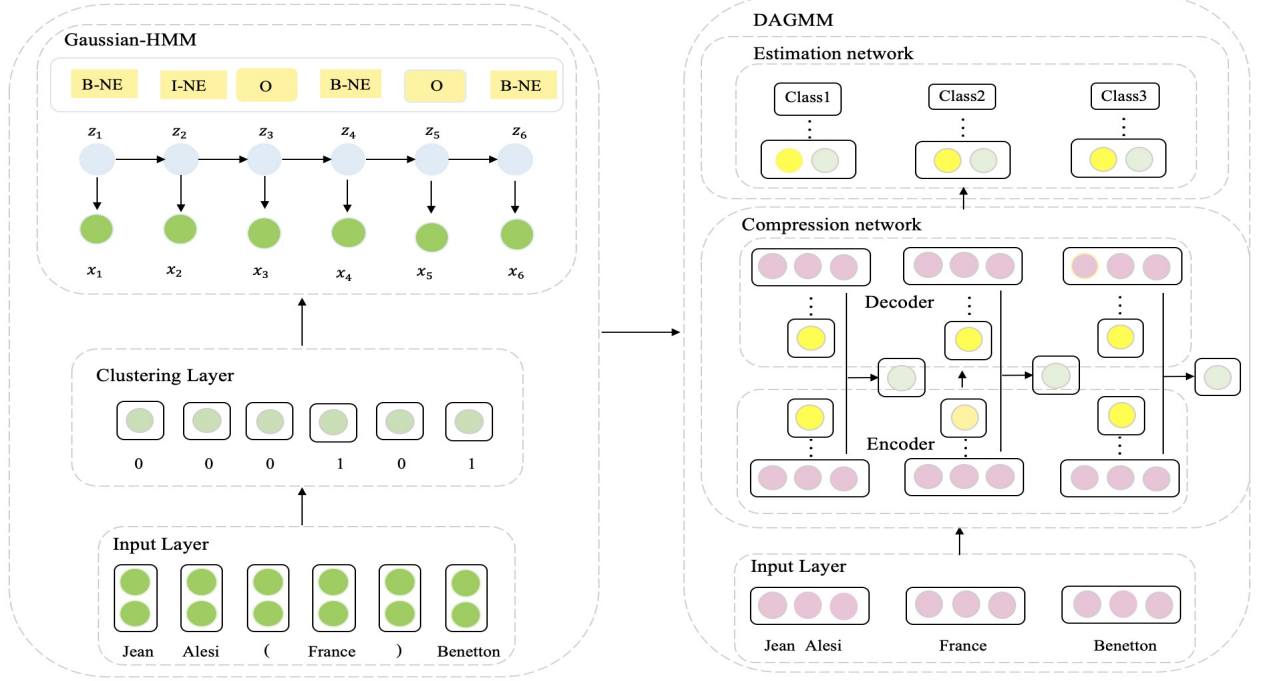 Gaussian-HMM
B-NE I-NE O B-NE O B-NE
z1 z2 z3 z4 z5 z6
x1 x2 x3 x4 x5 x6
Clustering Layer
0 0 0 1 0 1
Input Layer
Jean Alesi ( France ) Benetton
DAGMM
Estimation network
Class1 Class2 Class3
Compression network
Decoder
Encoder
Input Layer
Jean Alesi France Benetton